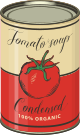 Tomato soup
Condensed
100% ORGANIC